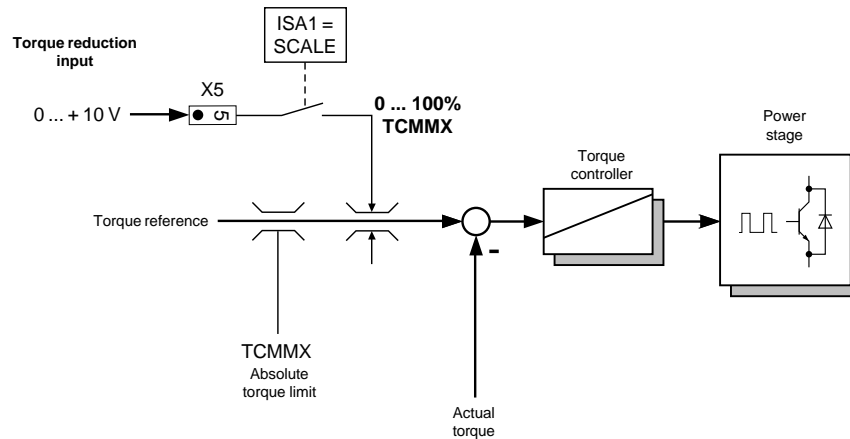 ISA1 =
SCALE
Torque reduction
input
X5
0 ... + 10 V
5
0 ... 100%
TCMMX
Power
stage
Torque
controller
Torque reference
-
TCMMX
Absolute
torque limit
Actual
torque